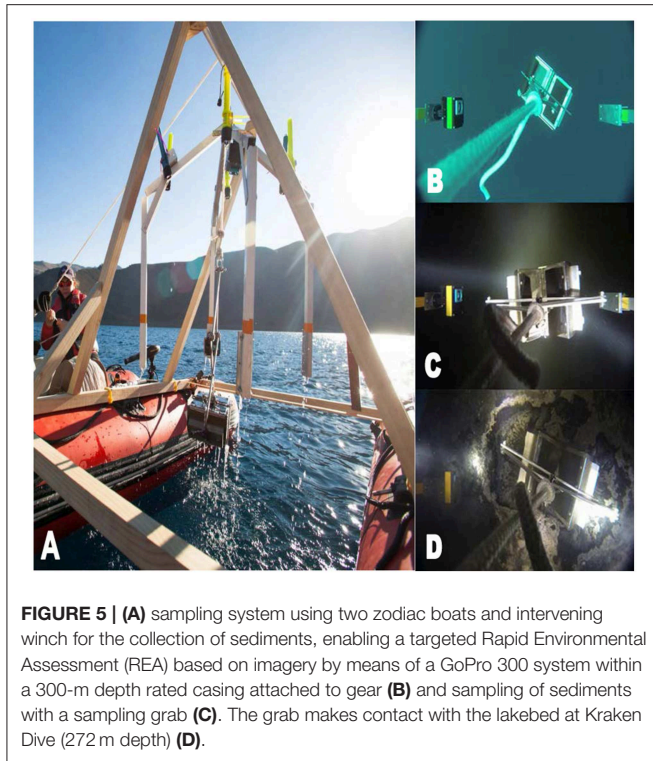 A
B
C
D
FIGURE 5 | (A) sampling system using two zodiac boats and intervening
winch for the collection of sediments, enabling a targeted Rapid Environmental
Assessment (REA) based on imagery by means of a GoPro 300 system within
a 300-m depth rated casing attached to gear (B) and sampling of sediments
with a sampling grab (C). The grab makes contact with the lakebed at Kraken
Dive (272 m depth) (D).